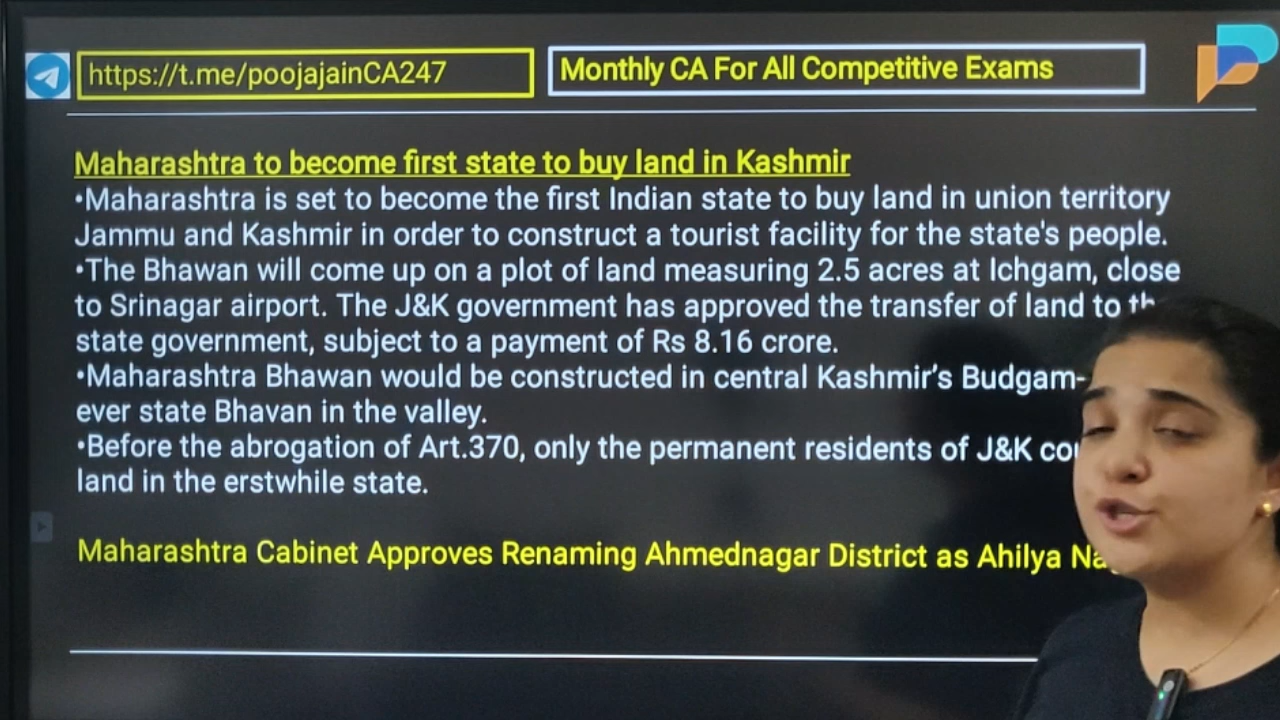 https://t.me/poojajainCA247
Monthly CA For All Competitive Exams
Maharashtra to become first state to buy land in Kashmir
•Maharashtra is set to become the first Indian state to buy land in union territory
Jammu and Kashmir in order to construct a tourist facility for the state's people.
•The Bhawan will come up on a plot of land measuring 2.5 acres at Ichgam, close
to Srinagar airport. The J&K government has approved the transfer of land to
state government, subject to a payment of Rs 8.16 crore.
•Maharashtra Bhawan would be constructed in central Kashmir’s Budgam-
ever state Bhavan in the valley.
•Before the abrogation of Art.370, only the permanent residents of J&K
land in the erstwhile state.
Maharashtra Cabinet Approves Renaming Ahmednagar District as Ahilya